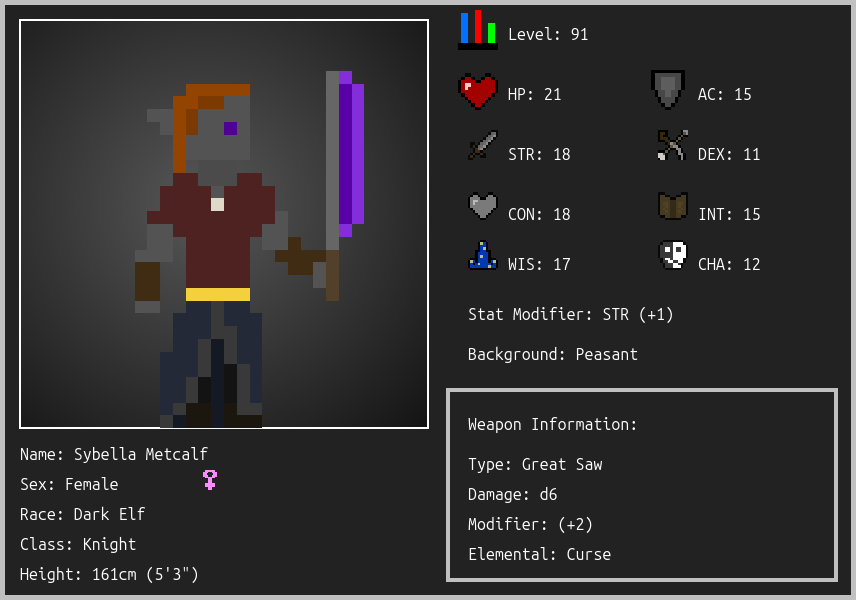 Level: 91
HP: 21
AC: 15
STR: 18
DEX: 11
CON: 18
INT: 15
WIS: 17
CHA: 12
Stat Modifier: STR (+1)
Background: Peasant
Weapon Information:
Type: Great Saw
Damage: d6
Modifier: (+2)
Elemental: Curse
Name: Sybella Metcalf
Sex: Female
Race: Dark Elf
Class: Knight
Height: 161cm (5'3")